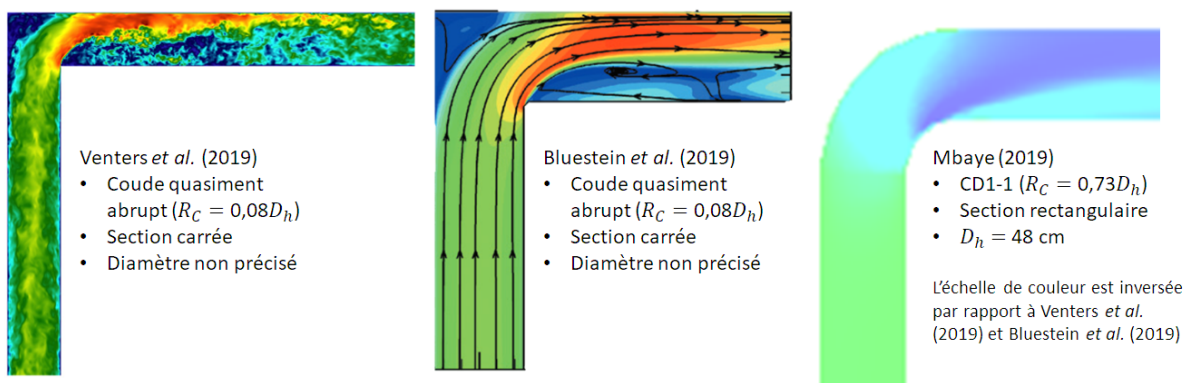 Venters et al. (2019)
• Coude quasiment
abrupt (R_C = 0,08D_h)
• Section carrée
• Diamètre non précisé
Bluestein et al. (2019)
• Coude quasiment
abrupt (R_C = 0,08D_h)
• Section carrée
• Diamètre non précisé
Mbaye (2019)
• CD1-1 (R_C = 0,73D_h)
• Section rectangulaire
• D_h = 48 cm
L’échelle de couleur est inversée
par rapport à Venters et al.
(2019) et Bluestein et al. (2019)